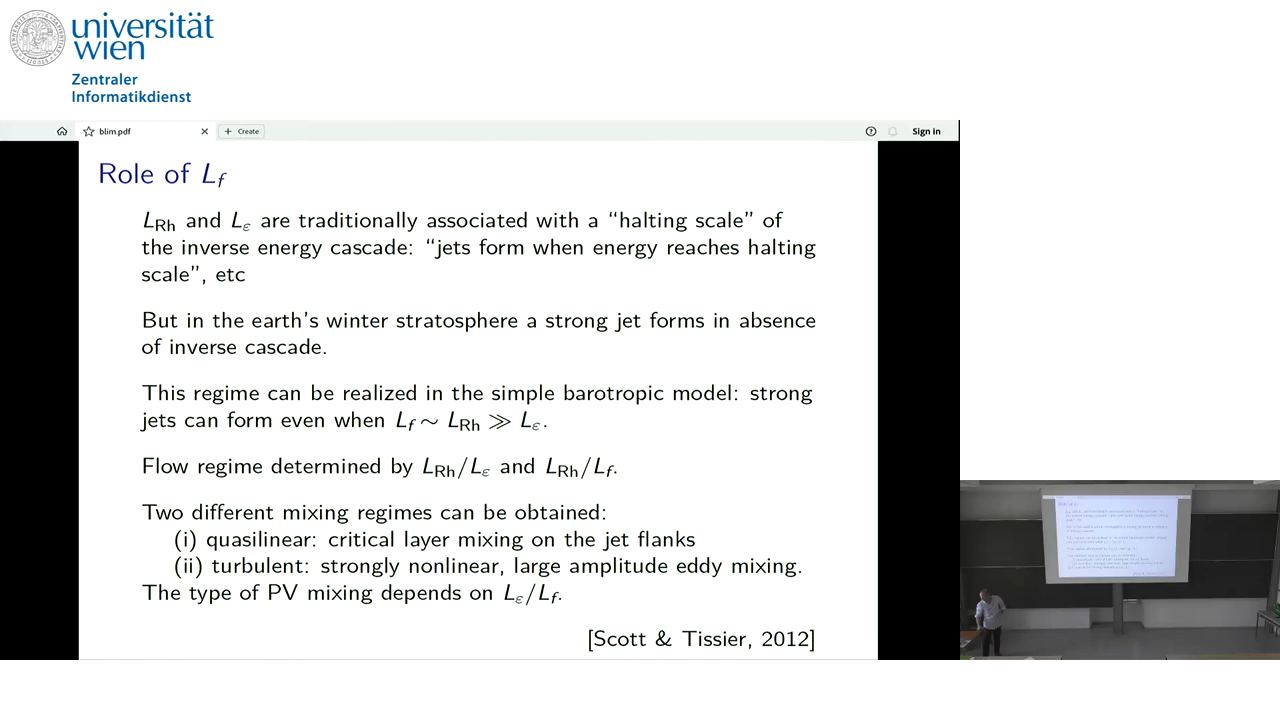 universität
wien
Zentraler
Informatikdienst
blim.pdf
Create
Sign in
Role of L_f
L_Rh and L_ε are traditionally associated with a “halting scale” of
the inverse energy cascade: “jets form when energy reaches halting
scale”, etc
But in the earth's winter stratosphere a strong jet forms in absence
of inverse cascade.
This regime can be realized in the simple barotropic model: strong
jets can form even when L_f ∼ L_Rh ≫ L_ε.
Flow regime determined by L_Rh/L_ε and L_Rh/L_f.
Two different mixing regimes can be obtained:
(i) quasilinear: critical layer mixing on the jet flanks
(ii) turbulent: strongly nonlinear, large amplitude eddy mixing.
The type of PV mixing depends on L_ε/L_f.
[Scott & Tissier, 2012]